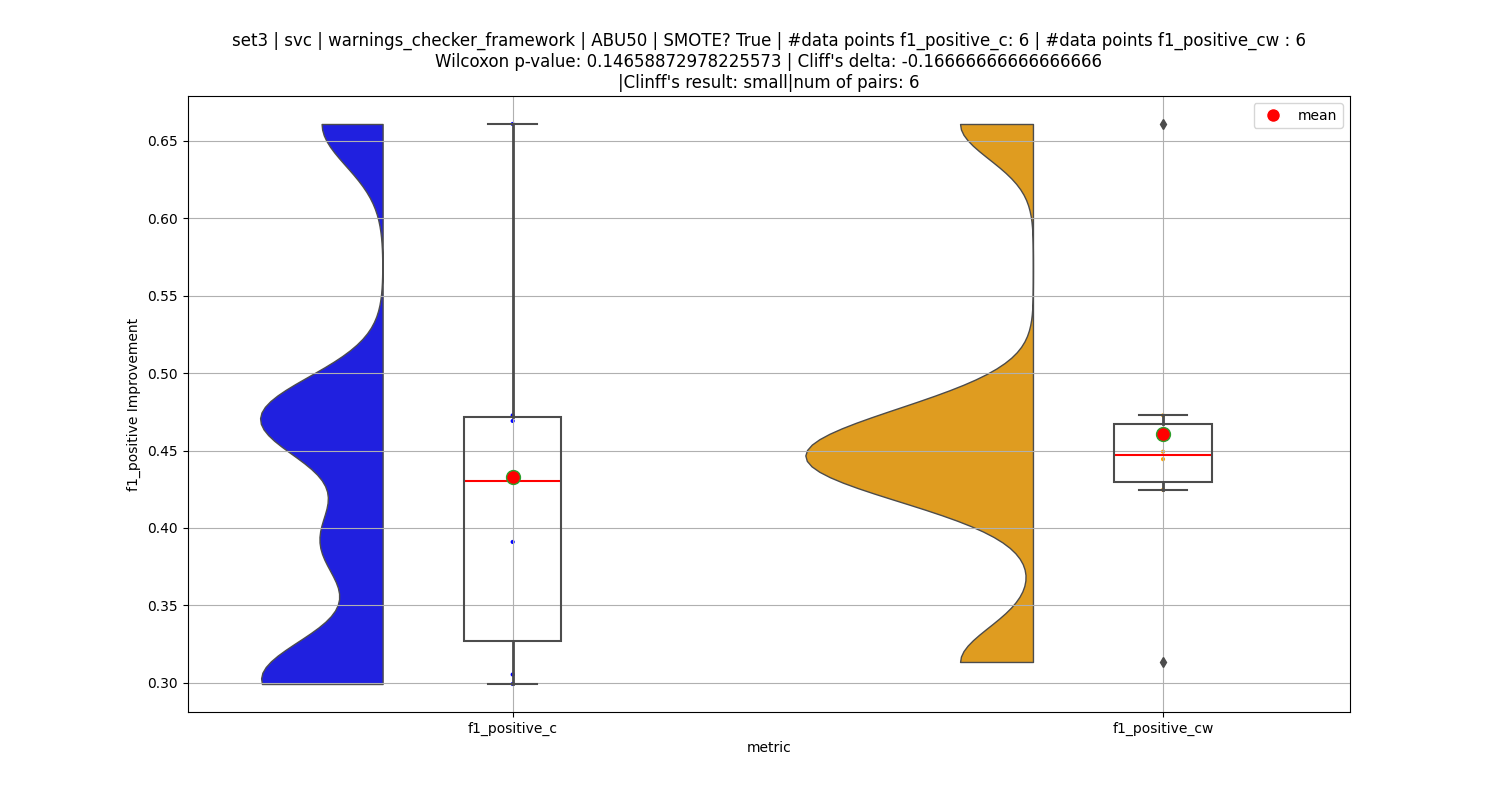 set3 | svc | warnings_checker_framework | ABU50 | SMOTE? True | #data points f1_positive_c: 6 | #data points f1_positive_cw : 6
Wilcoxon p-value: 0.14658872978225573 | Cliff's delta: -0.16666666666666666
|Clinff's result: small|num of pairs: 6
mean
0.65
0.60
0.55
0.50
0.45
0.40
0.35
0.30
f1_positive Improvement
f1_positive_c
f1_positive_cw
metric